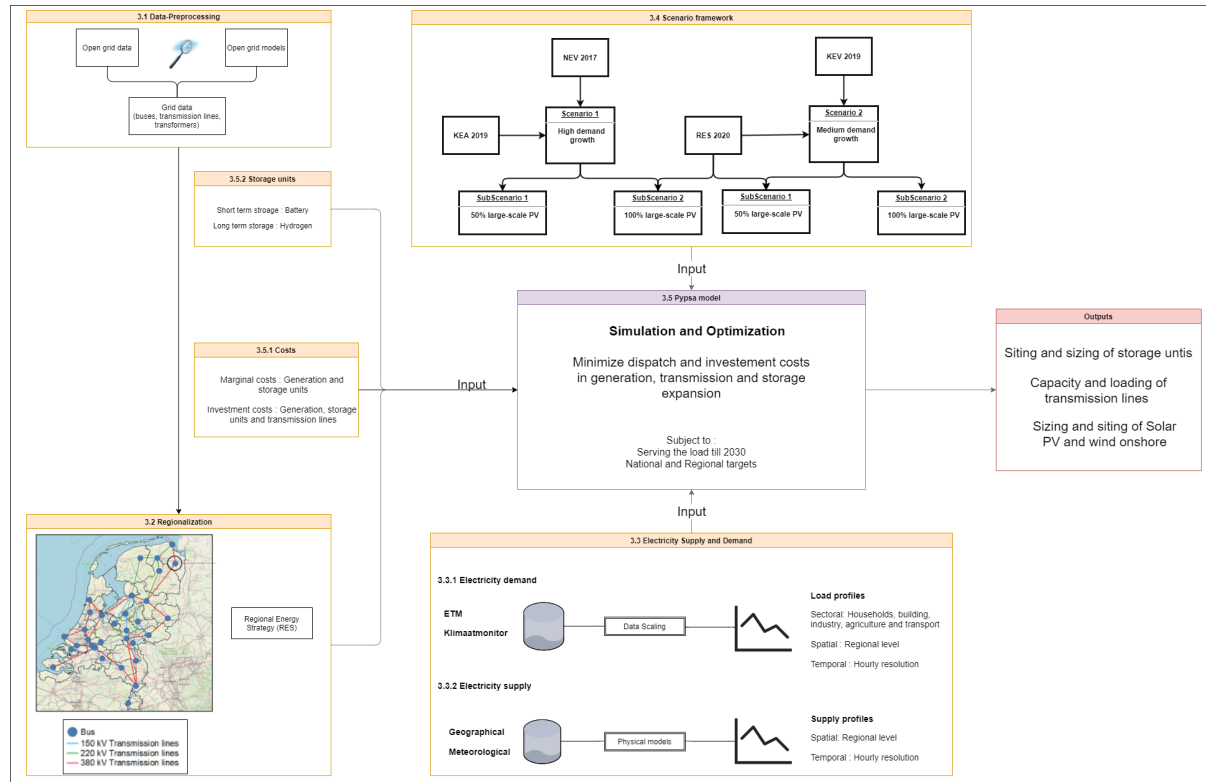 3.1 Data-Preprocessing
Open grid data
Open grid models
Grid data
(buses, transmission lines,
transformers)
3.4 Scenario framework
NEV 2017
KEV 2019
KEA 2019
Scenario 1
High demand
growth
RES 2020
Scenario 2
Medium demand
growth
SubScenario 1
50% large-scale PV
SubScenario 2
100% large-scale PV
SubScenario 1
50% large-scale PV
SubScenario 2
100% large-scale PV
3.5.2 Storage units
Short term stroage : Battery
Long term storage : Hydrogen
Input
3.5 Pypsa model
Simulation and Optimization
Minimize dispatch and investement costs
in generation, transmission and storage
expansion
Subject to :
Serving the load till 2030
National and Regional targets
Outputs
Siting and sizing of storage untis
Capacity and loading of
transmission lines
Sizing and siting of Solar
PV and wind onshore
3.5.1 Costs
Marginal costs : Generation and
storage units
Investment costs : Generation, storage
units and transmission lines
Input
Input
3.2 Regionalization
Regional Energy
Strategy (RES)
Bus
150 kV Transmission lines
220 kV Transmission lines
380 kV Transmission lines
3.3 Electricity Supply and Demand
3.3.1 Electricity demand
ETM
Klimaatmonitor
Data Scaling
Load profiles
Sectoral: Households, building,
industry, agriculture and transport
Spatial : Regional level
Temporal : Hourly resolution
3.3.2 Electricity supply
Geographical
Meteorological
Physical models
Supply profiles
Spatial: Regional level
Temporal : Hourly resolution